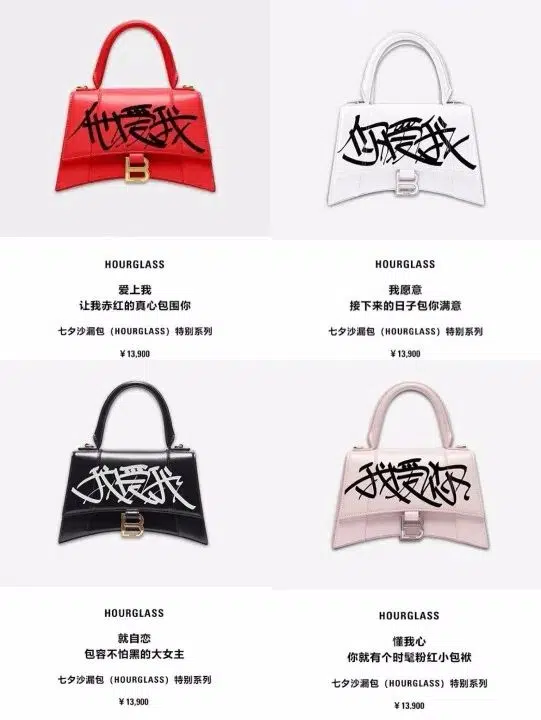 他爱我
B
HOURGLASS
爱上我
让我赤红的真心包围你
七夕沙漏包（HOURGLASS）特别系列
¥13,900
你爱我
B
HOURGLASS
我愿意
接下来的日子包你满意
七夕沙漏包（HOURGLASS）特别系列
¥13,900
我爱我
B
HOURGLASS
就自恋
包容不怕黑的大女主
七夕沙漏包（HOURGLASS）特别系列
¥13,900
我爱你
B
HOURGLASS
懂我心
你就有个时髦粉红小包袱
七夕沙漏包（HOURGLASS）特别系列
¥13,900